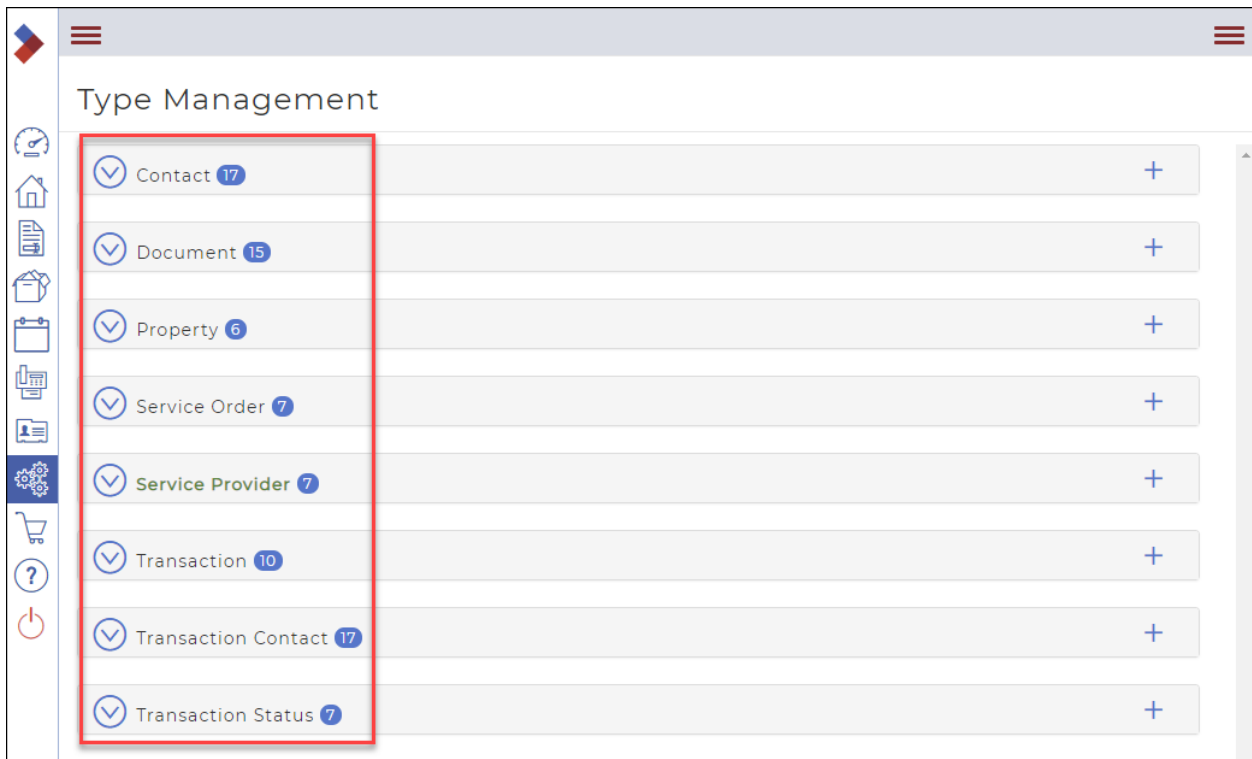 Type Management
Contact 17
Document 15
Property 6
Service Order 7
Service Provider 7
Transaction 10
Transaction Contact 17
Transaction Status 7
?